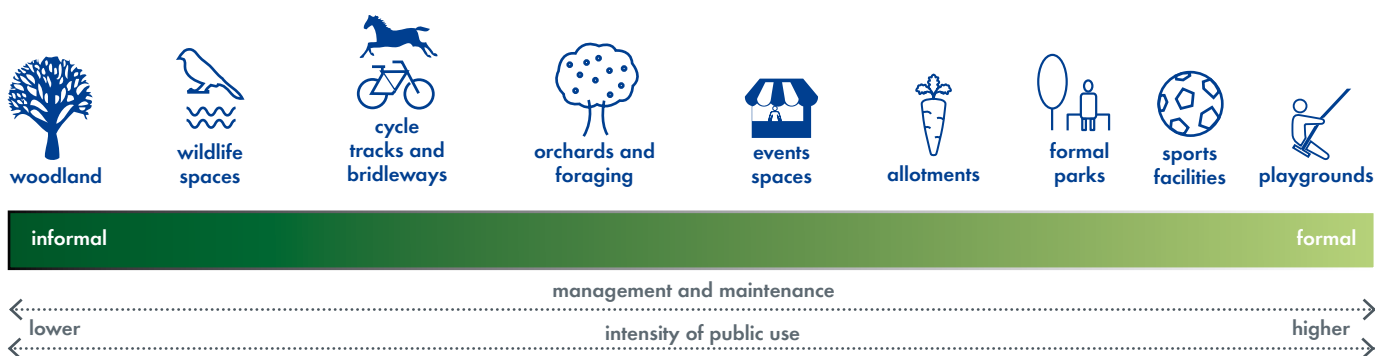 woodland
wildlife
spaces
cycle
tracks and
bridleways
orchards and
foraging
events
spaces
allotments
formal
parks
sports
facilities
playgrounds
informal
formal
management and maintenance
lower
higher
intensity of public use